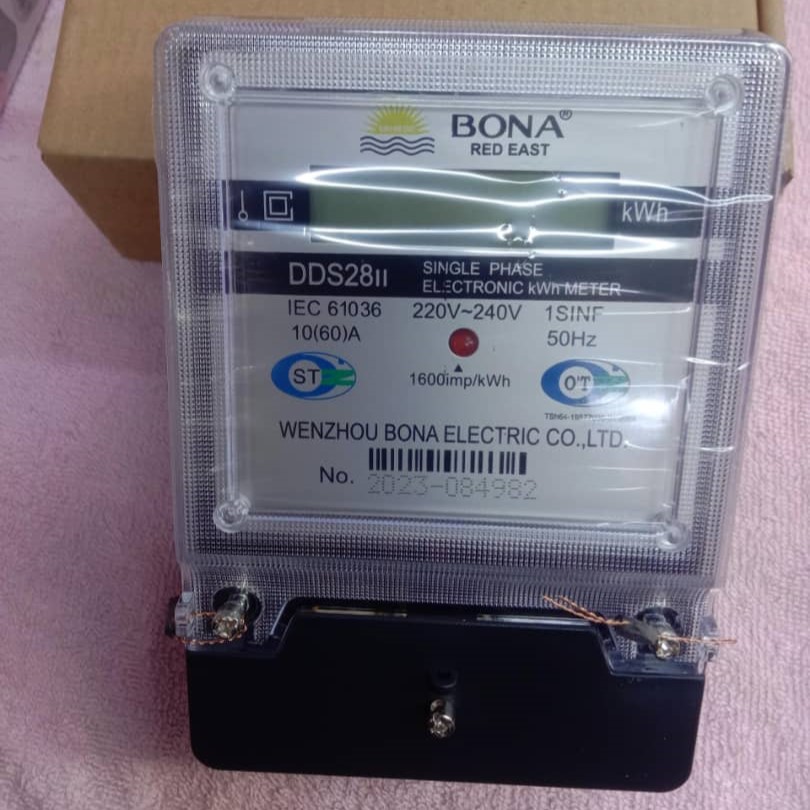 BONA®
RED EAST
kWh
DDS28II
SINGLE PHASE
ELECTRONIC kWh METER
IEC 61036 220V~240V 1SINF
10(60)A 50Hz
ST O'T
1600imp/kWh
WENZHOU BONA ELECTRIC CO.,LTD.
No. 2023-084982